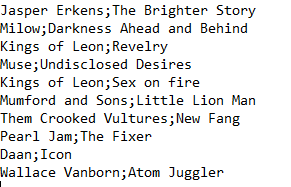 Jasper Erkens;The Brighter Story
Milow;Darkness Ahead and Behind
Kings of Leon;Revelry
Muse;Undisclosed Desires
Kings of Leon;Sex on fire
Mumford and Sons;Little Lion Man
Them Crooked Vultures;New Fang
Pearl Jam;The Fixer
Daan;Icon
Wallace Vanborn;Atom Juggler